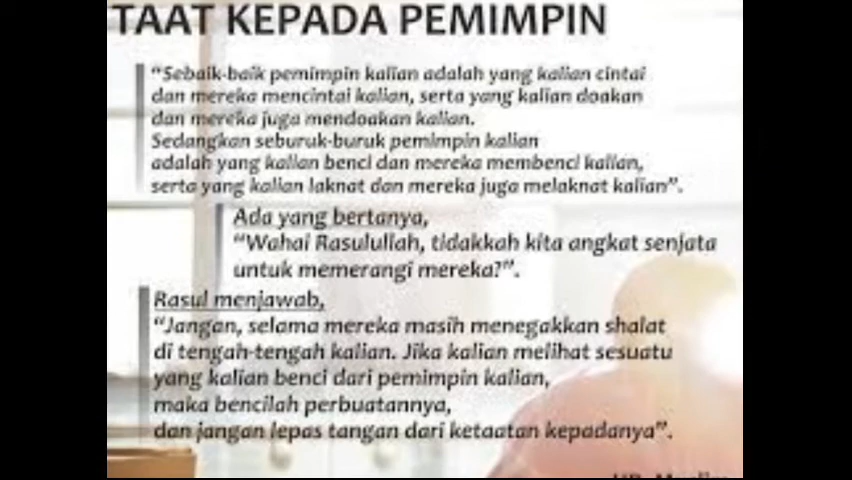 TAAT KEPADA PEMIMPIN
"Sebaik-baik pemimpin kalian adalah yang kalian cintai
dan mereka mencintai kalian, serta yang kalian doakan
dan mereka juga mendoakan kalian.
Sedangkan seburuk-buruk pemimpin kalian
adalah yang kalian benci dan mereka membenci kalian,
serta yang kalian laknat dan mereka juga melaknat kalian".
Ada yang bertanya,
"Wahai Rasulullah, tidakkah kita angkat senjata
untuk memerangi mereka?".
Rasul menjawab,
"Jangan, selama mereka masih menegakkan shalat
di tengah-tengah kalian. Jika kalian melihat sesuatu
yang kalian benci dari pemimpin kalian,
maka bencilah perbuatannya,
dan jangan lepas tangan dari ketaatan kepadanya".